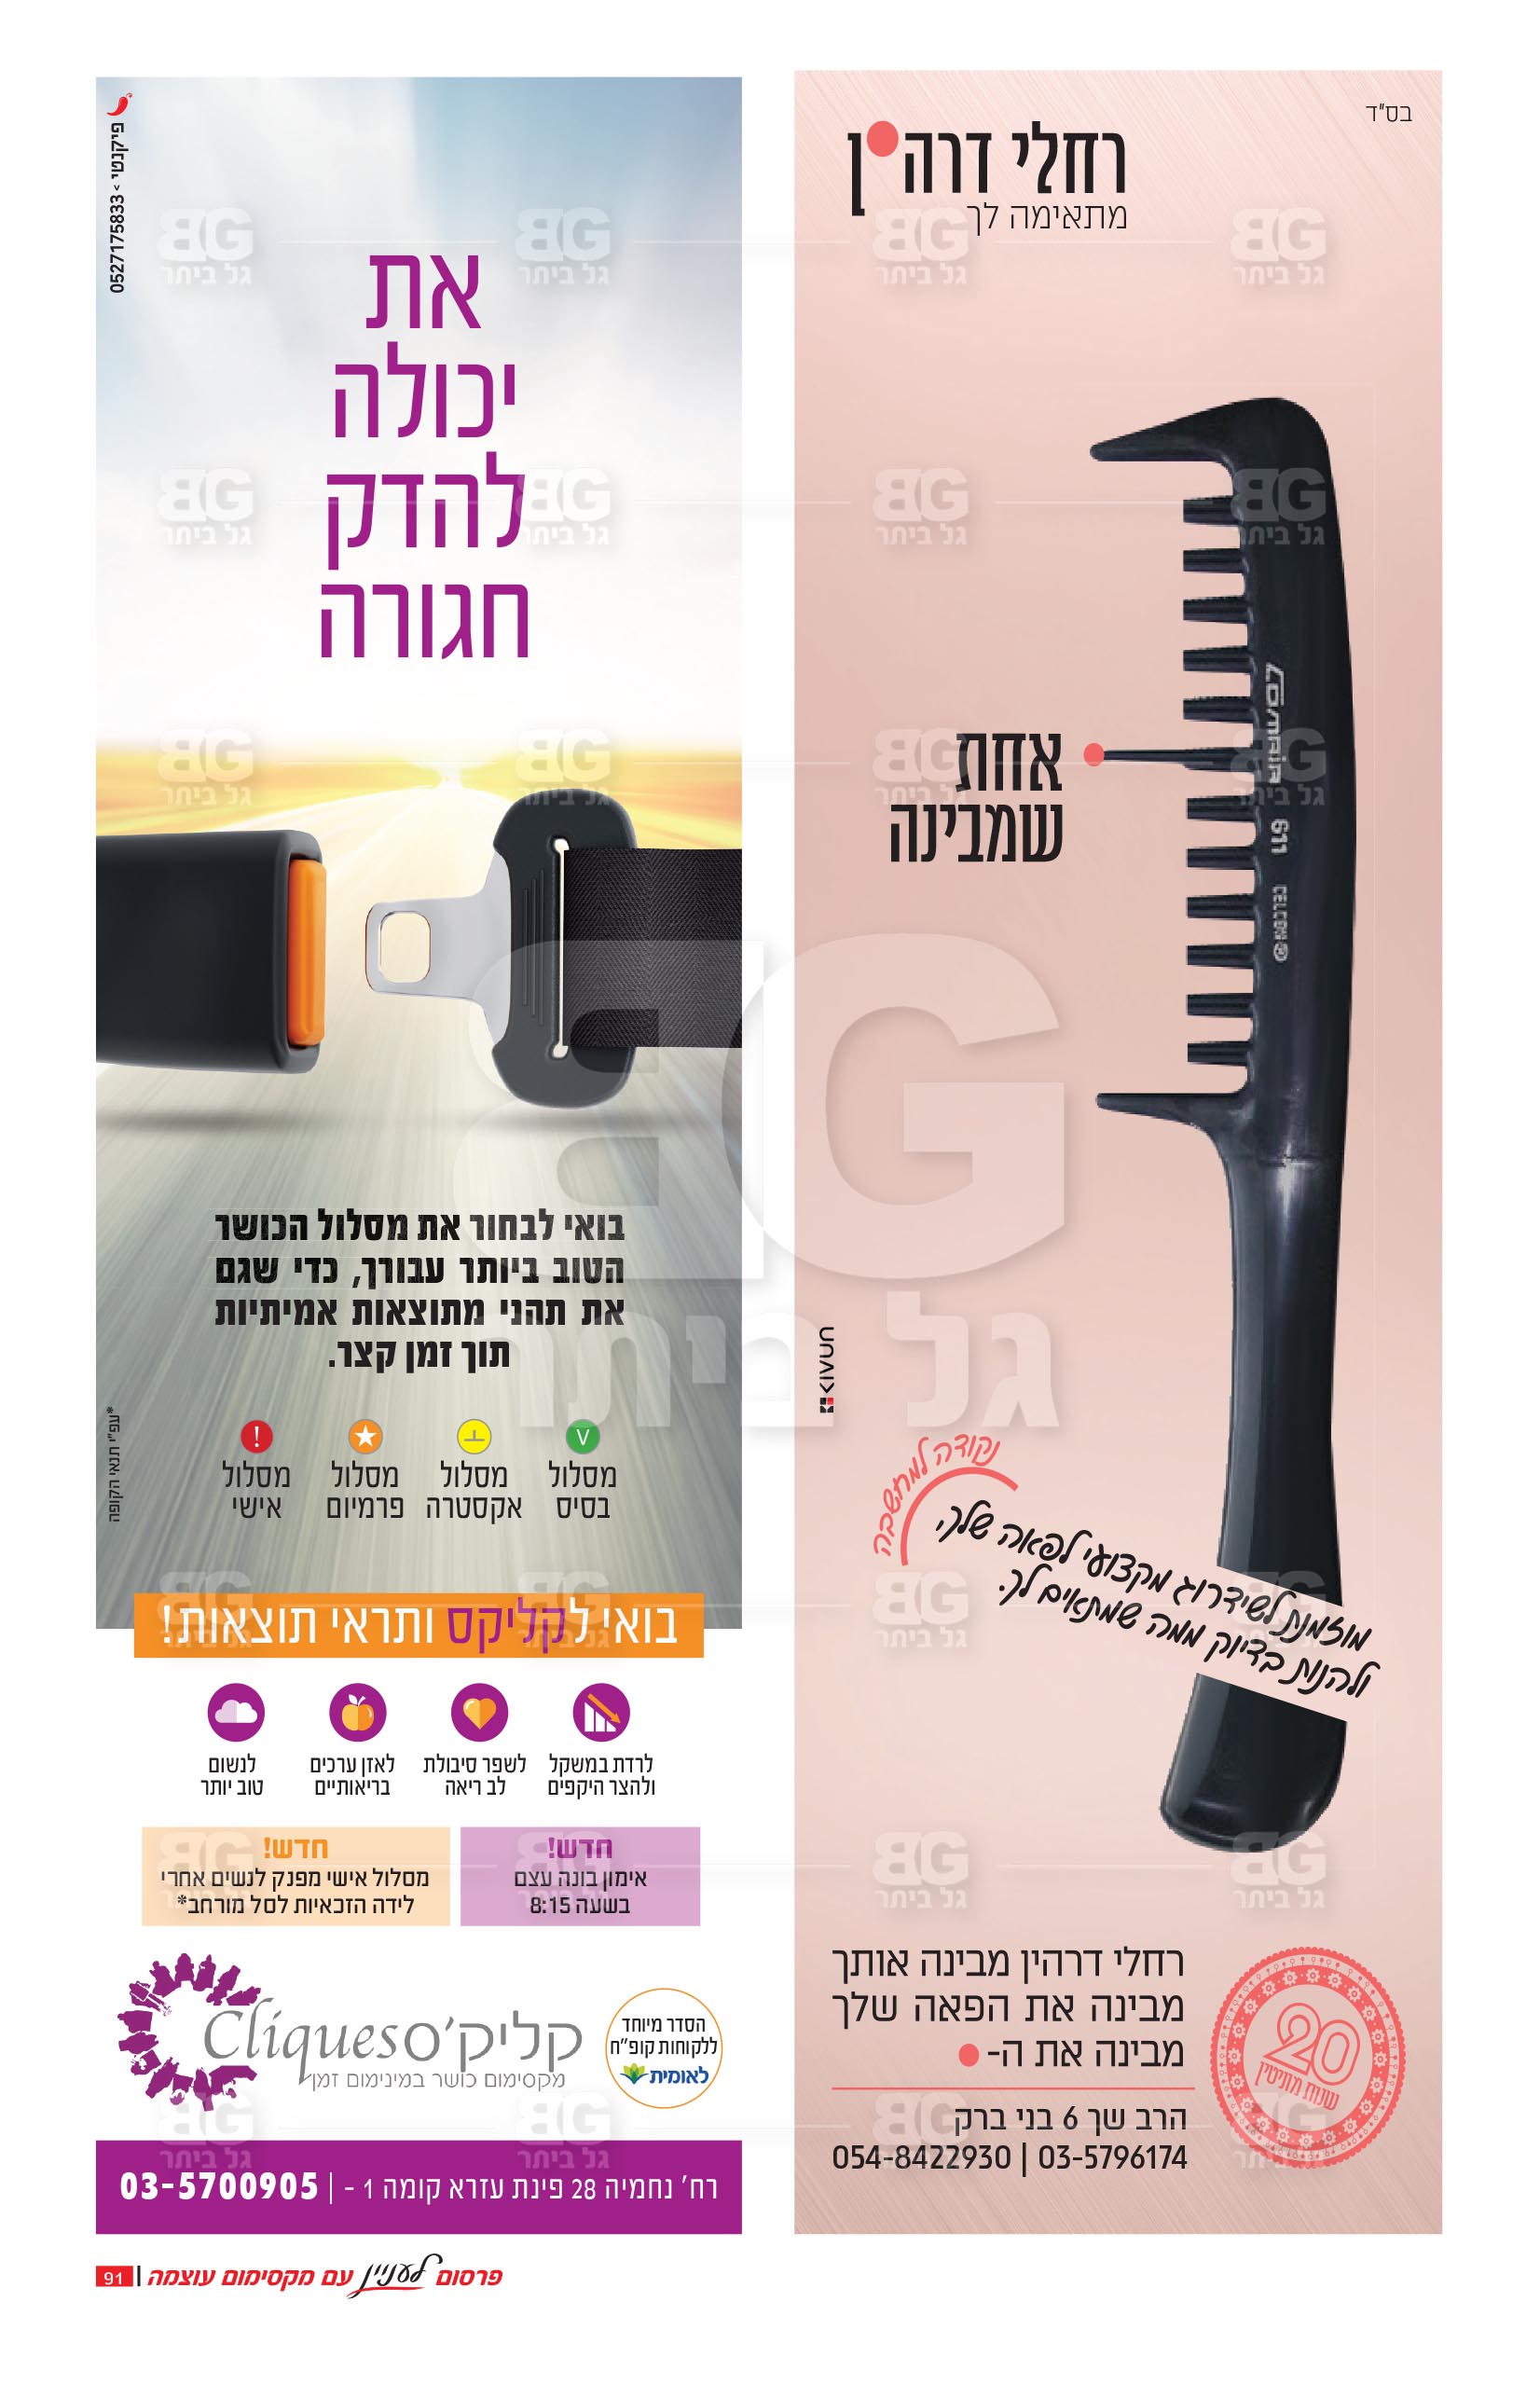 בס"ד
רחלי דרהין
מתאימה לך
אחת
שמבינה
COMAIR 611 CELCON
KIVUN
נקודה למחשבה
מוזמנת לשידרוג מקצועי לפאה שלך,
ולהנות בדיוק ממה שמתאים לך.
רחלי דרהין מבינה אותך
מבינה את הפאה שלך
מבינה את ה-
20
שנות מוניטין
הרב שך 6 בני ברק
054-8422930 | 03-5796174
פיקנטי > 0527175833
את
יכולה
להדק
חגורה
בואי לבחור את מסלול הכושר
הטוב ביותר עבורך, כדי שגם
את תהני מתוצאות אמיתיות
תוך זמן קצר.
V
מסלול
בסיס
מסלול
אקסטרה
מסלול
פרמיום
!
מסלול
אישי
*עפ"י תנאי הקופה
בואי לקליקס ותראי תוצאות!
לרדת במשקל
ולהצר היקפים
לשפר סיבולת
לב ריאה
לאזן ערכים
בריאותיים
לנשום
טוב יותר
חדש!
אימון בונה עצם
בשעה 8:15
חדש!
מסלול אישי מפנק לנשים אחרי
לידה הזכאיות לסל מורחב*
הסדר מיוחד
ללקוחות קופ"ח
לאומית
קליק'ס Cliques
מקסימום כושר במינימום זמן
רח' נחמיה 28 פינת עזרא קומה 1 - | 03-5700905
פרסום לעניין עם מקסימום עוצמה | 91
BG
גל ביתר